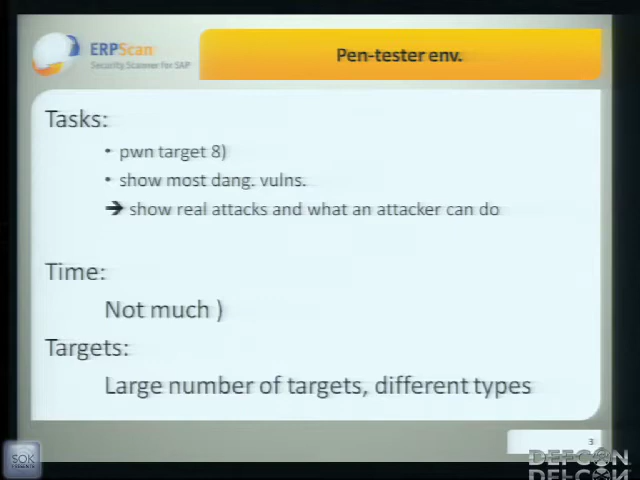 ERPScan
Security Scanner for SAP
Pen-tester env.
Tasks:
• pwn target 8)
• show most dang. vulns.
➔ show real attacks and what an attacker can do
Time:
Not much )
Targets:
Large number of targets, different types
3
SOK
DEFCON
DEFCON